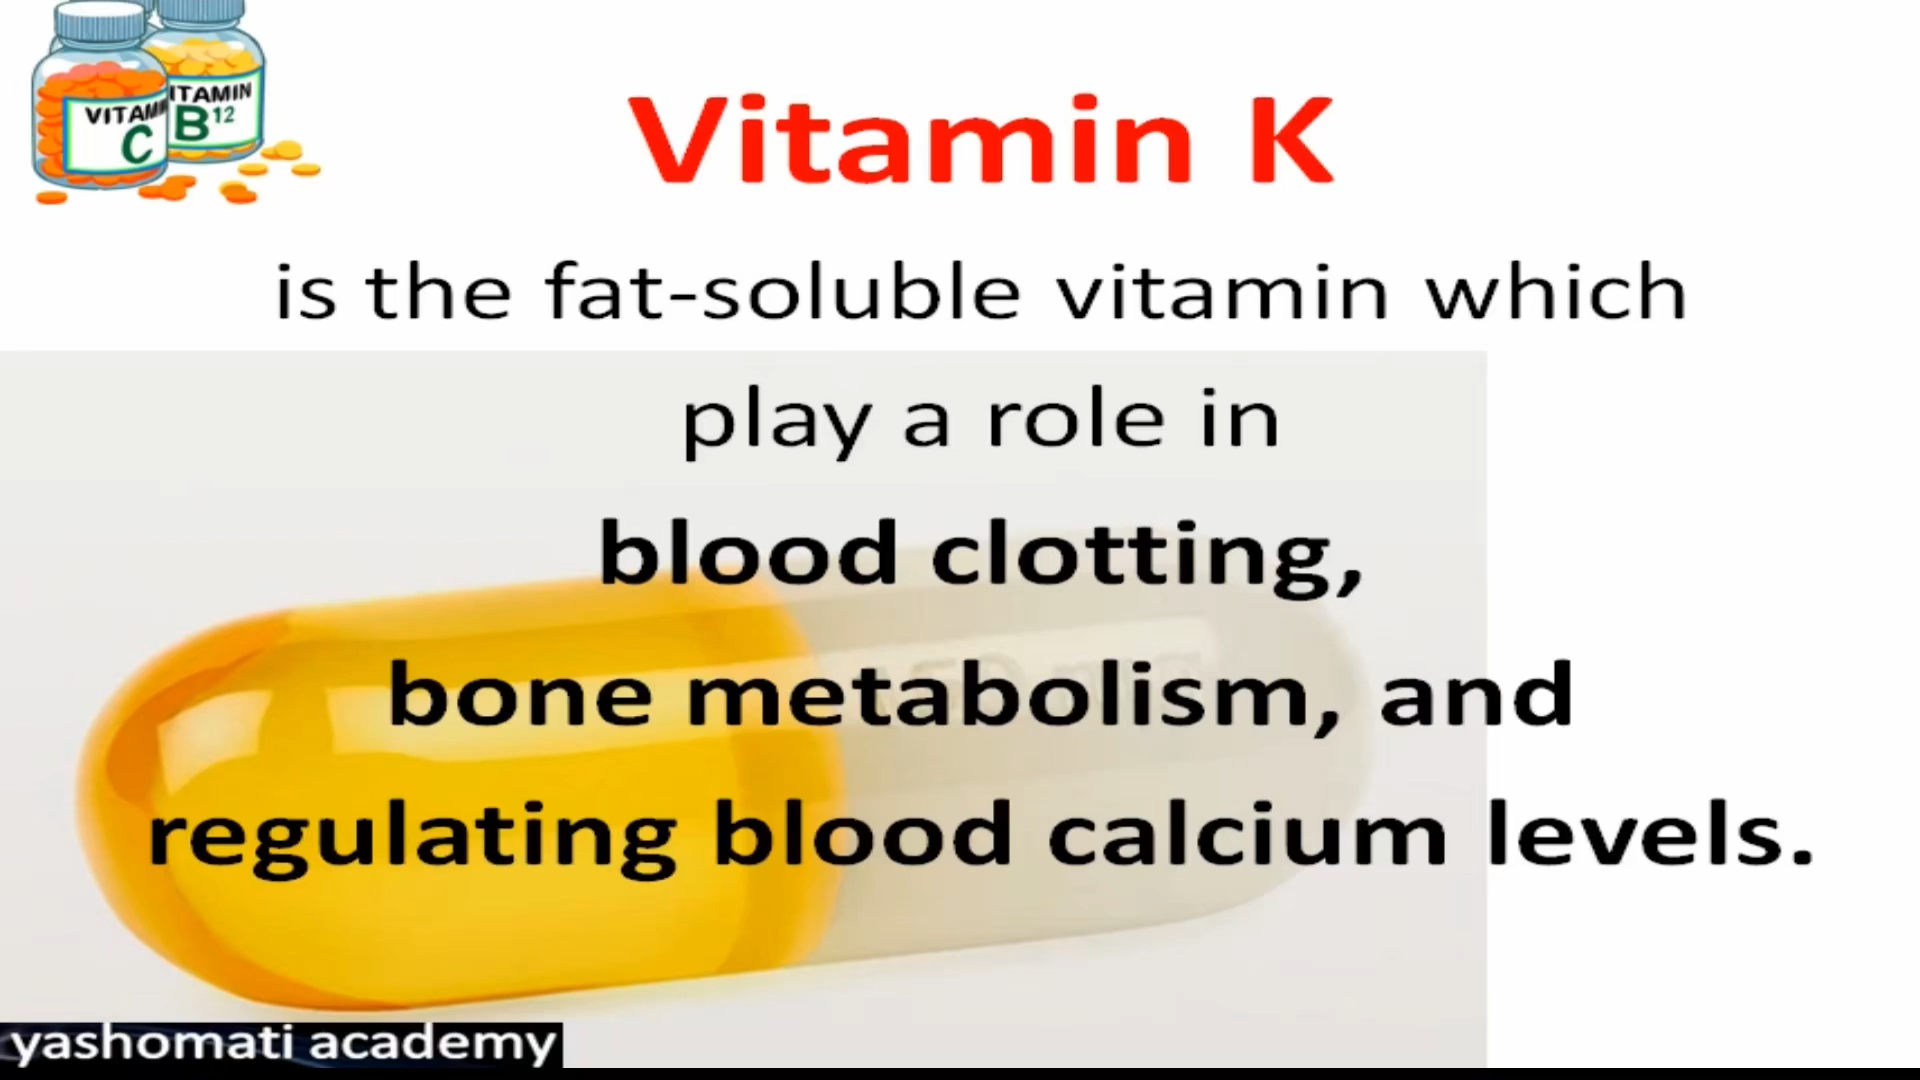 VITAMIN
C
VITAMIN
B12
Vitamin K
is the fat-soluble vitamin which
play a role in
blood clotting,
bone metabolism, and
regulating blood calcium levels.
yashomati academy